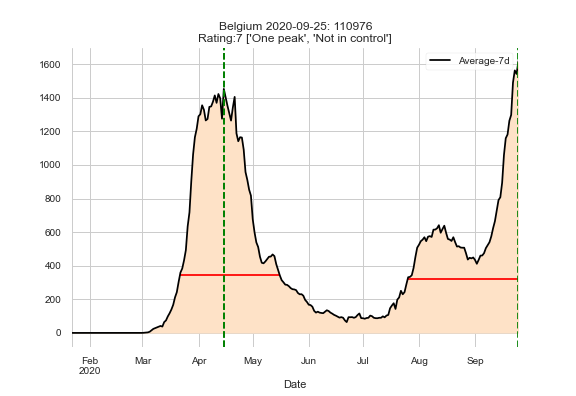 Belgium 2020-09-25: 110976
Rating:7 ['One peak', 'Not in control']
Average-7d
1600
1400
1200
1000
800
600
400
200
0
Feb Mar Apr May Jun Jul Aug Sep
2020
Date